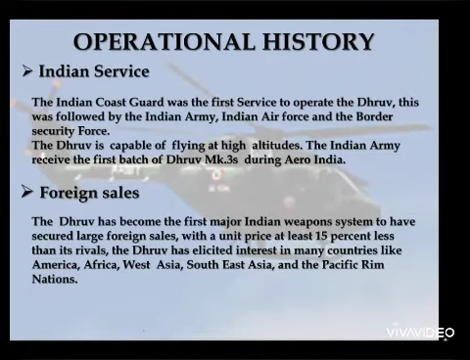 OPERATIONAL HISTORY
➢ Indian Service
The Indian Coast Guard was the first Service to operate the Dhruv, this
was followed by the Indian Army, Indian Air force and the Border
security Force.
The Dhruv is capable of flying at high altitudes. The Indian Army
receive the first batch of Dhruv Mk.3s during Aero India.
➢ Foreign sales
The Dhruv has become the first major Indian weapons system to have
secured large foreign sales, with a unit price at least 15 percent less
than its rivals, the Dhruv has elicited interest in many countries like
America, Africa, West Asia, South East Asia, and the Pacific Rim
Nations.
VIVAVIDEO